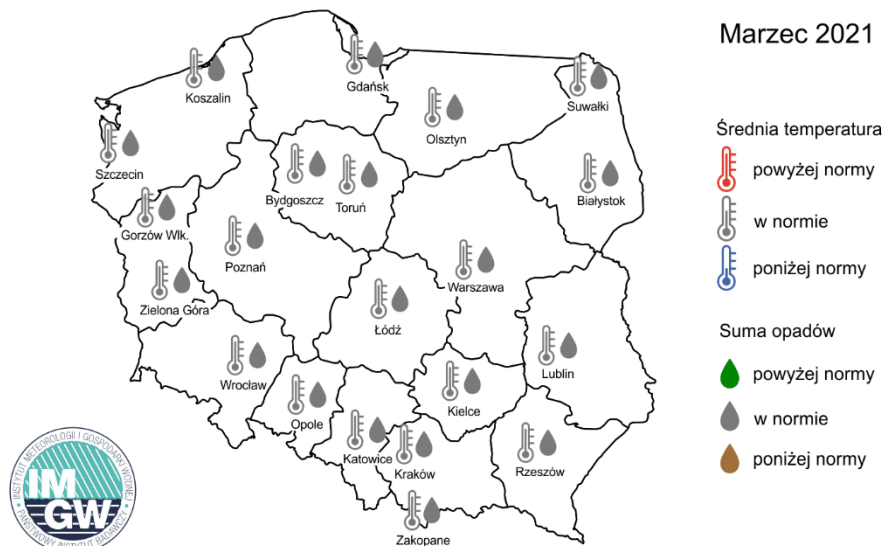 Marzec 2021
Koszalin
Gdańsk
Suwałki
Olsztyn
Szczecin
Bydgoszcz
Toruń
Białystok
Gorzów Wlk.
Poznań
Warszawa
Zielona Góra
Łódź
Wrocław
Lublin
Opole
Kielce
Katowice
Kraków
Rzeszów
Zakopane
Średnia temperatura
powyżej normy
w normie
poniżej normy
Suma opadów
powyżej normy
w normie
poniżej normy
INSTYTUT METEOROLOGII I GOSPODARKI WODNEJ
PAŃSTWOWY INSTYTUT BADAWCZY
IM
GW